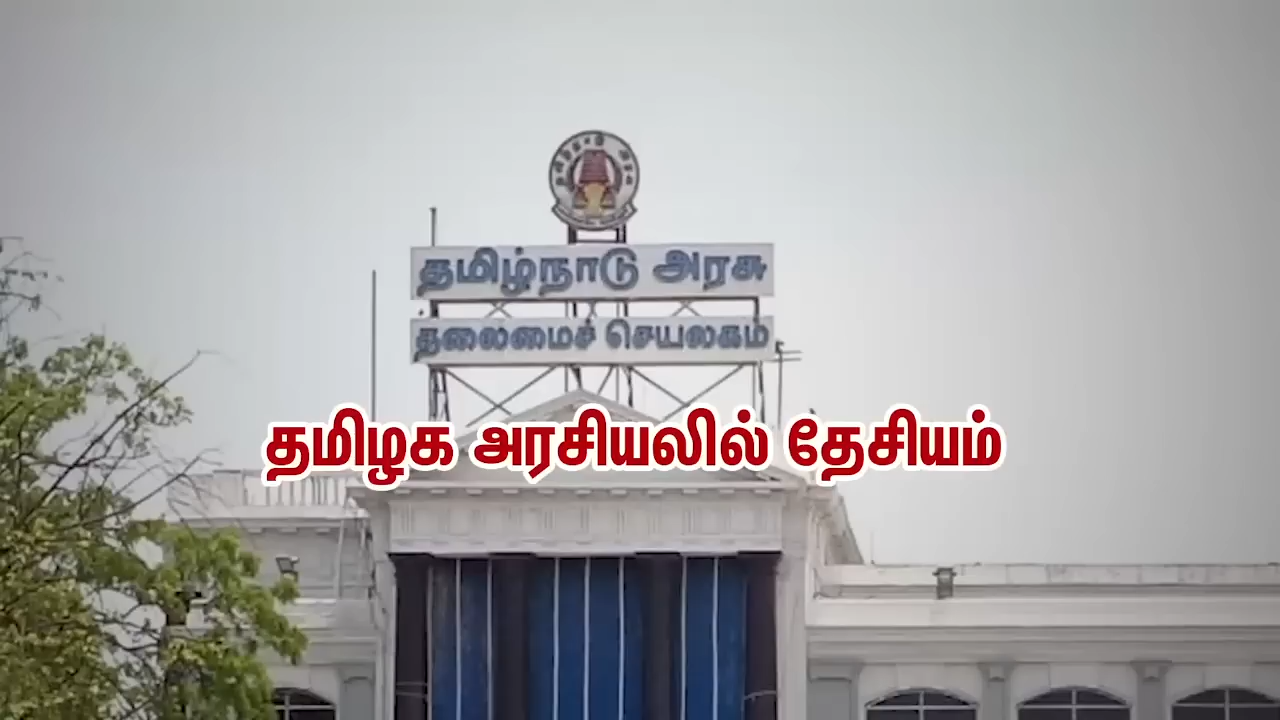 தமிழ்நாடு அரசு
தலைமைச் செயலகம்
தமிழக அரசியலில் தேசியம்